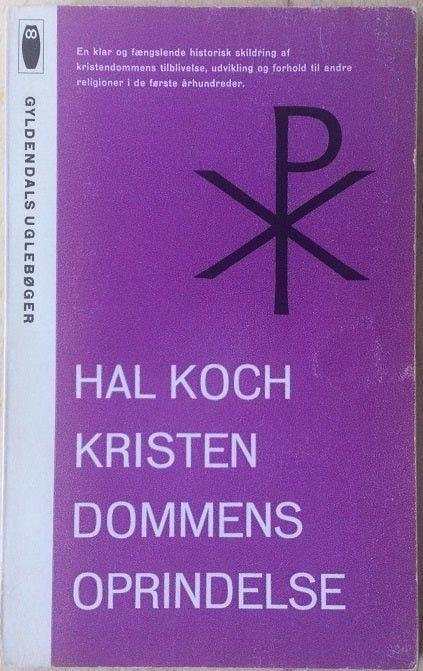 En klar og fængslende historisk skildring af
kristendommens tilblivelse, udvikling og forhold til andre
religioner i de første århundreder.
GYLDENDALS UGLEBØGER
HAL KOCH
KRISTEN
DOMMENS
OPRINDELSE